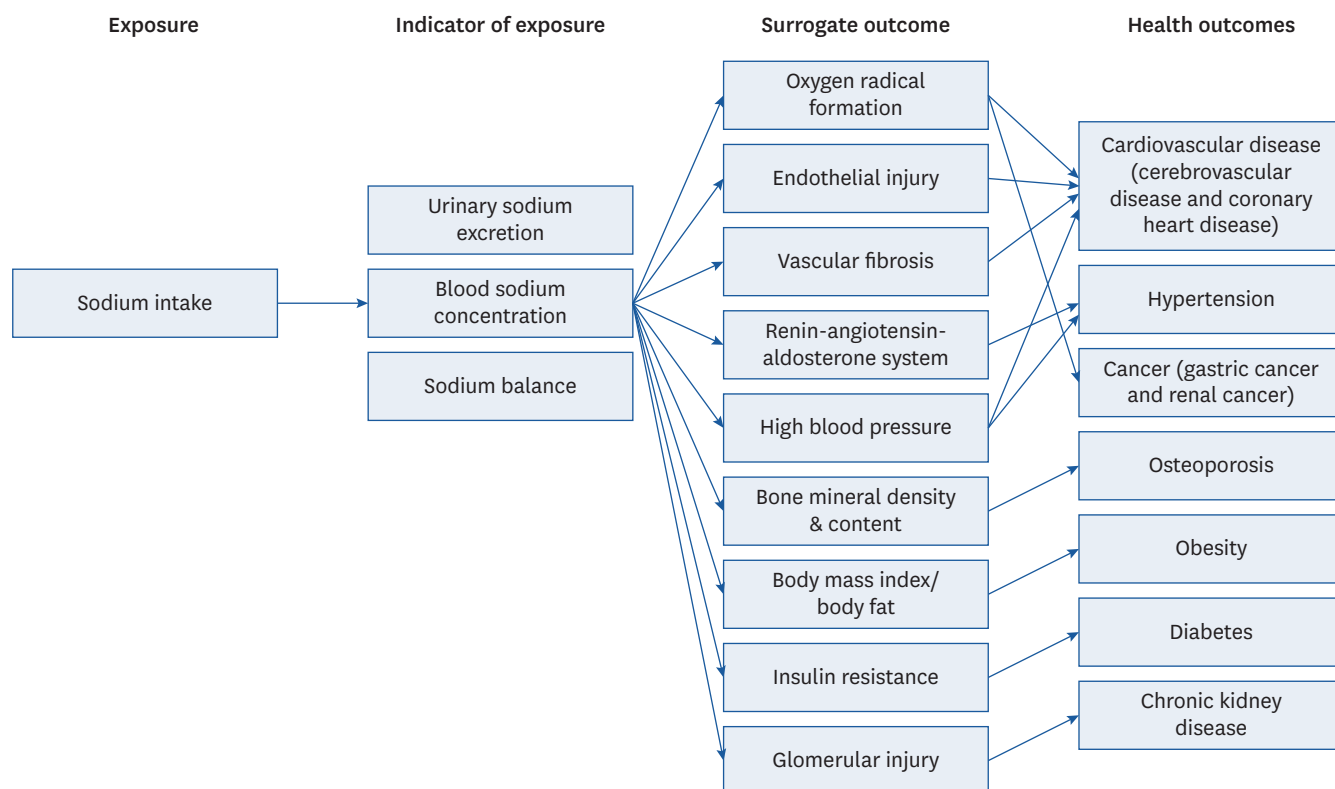 Exposure
Indicator of exposure
Surrogate outcome
Health outcomes
Sodium intake
Urinary sodium
excretion
Blood sodium
concentration
Sodium balance
Oxygen radical
formation
Endothelial injury
Vascular fibrosis
Renin-angiotensin-
aldosterone system
High blood pressure
Bone mineral density
& content
Body mass index/
body fat
Insulin resistance
Glomerular injury
Cardiovascular disease
(cerebrovascular
disease and coronary
heart disease)
Hypertension
Cancer (gastric cancer
and renal cancer)
Osteoporosis
Obesity
Diabetes
Chronic kidney
disease